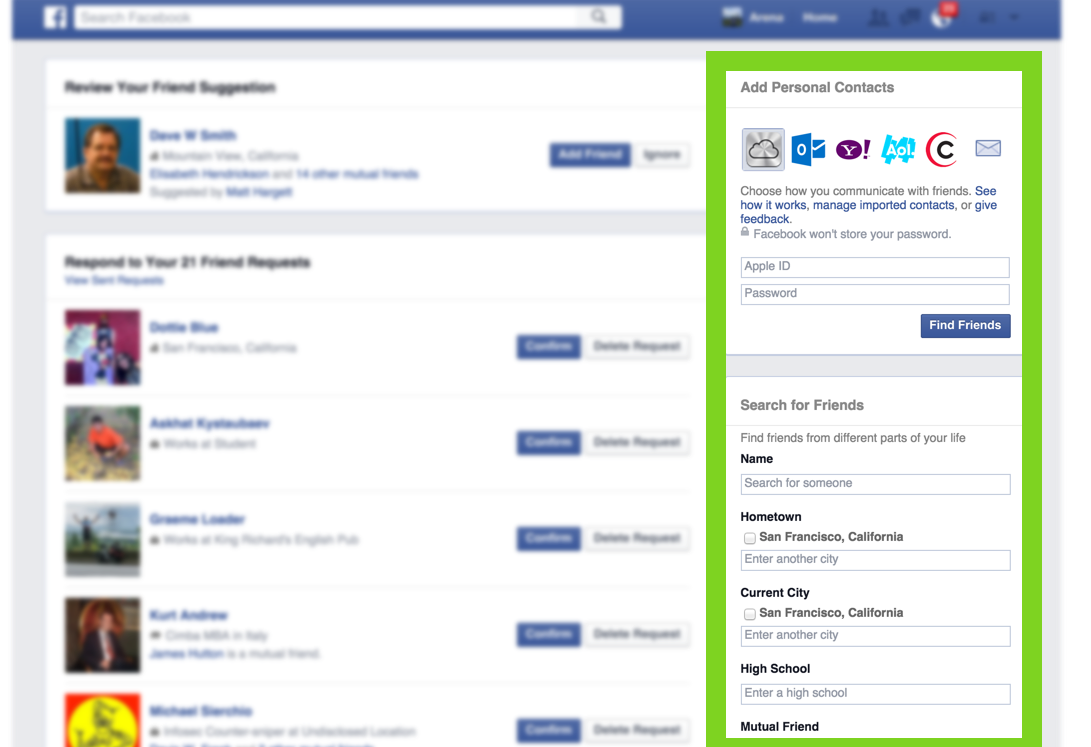 Search Facebook
Arena
Home
Review Your Friend Suggestion
Dave W Smith
Mountain View, California
Elisabeth Hendrickson and 14 other mutual friends
Suggested by Matt Hargett
Add Friend
Ignore
Respond to Your 21 Friend Requests
View Sent Requests
Dottie Blue
San Francisco, California
Confirm
Delete Request
Askhat Kystaubaev
Works at Student
Confirm
Delete Request
Graeme Loader
Works at King Richard's English Pub
Confirm
Delete Request
Kurt Andrew
Cimba MBA in Italy
James Hutton is a mutual friend.
Confirm
Delete Request
Michael Sierchio
Infosec Counter-sniper at Undisclosed Location
Confirm
Delete Request
Add Personal Contacts
Aol.
Choose how you communicate with friends. See
how it works, manage imported contacts, or give
feedback.
Facebook won't store your password.
Apple ID
Password
Find Friends
Search for Friends
Find friends from different parts of your life
Name
Search for someone
Hometown
San Francisco, California
Enter another city
Current City
San Francisco, California
Enter another city
High School
Enter a high school
Mutual Friend